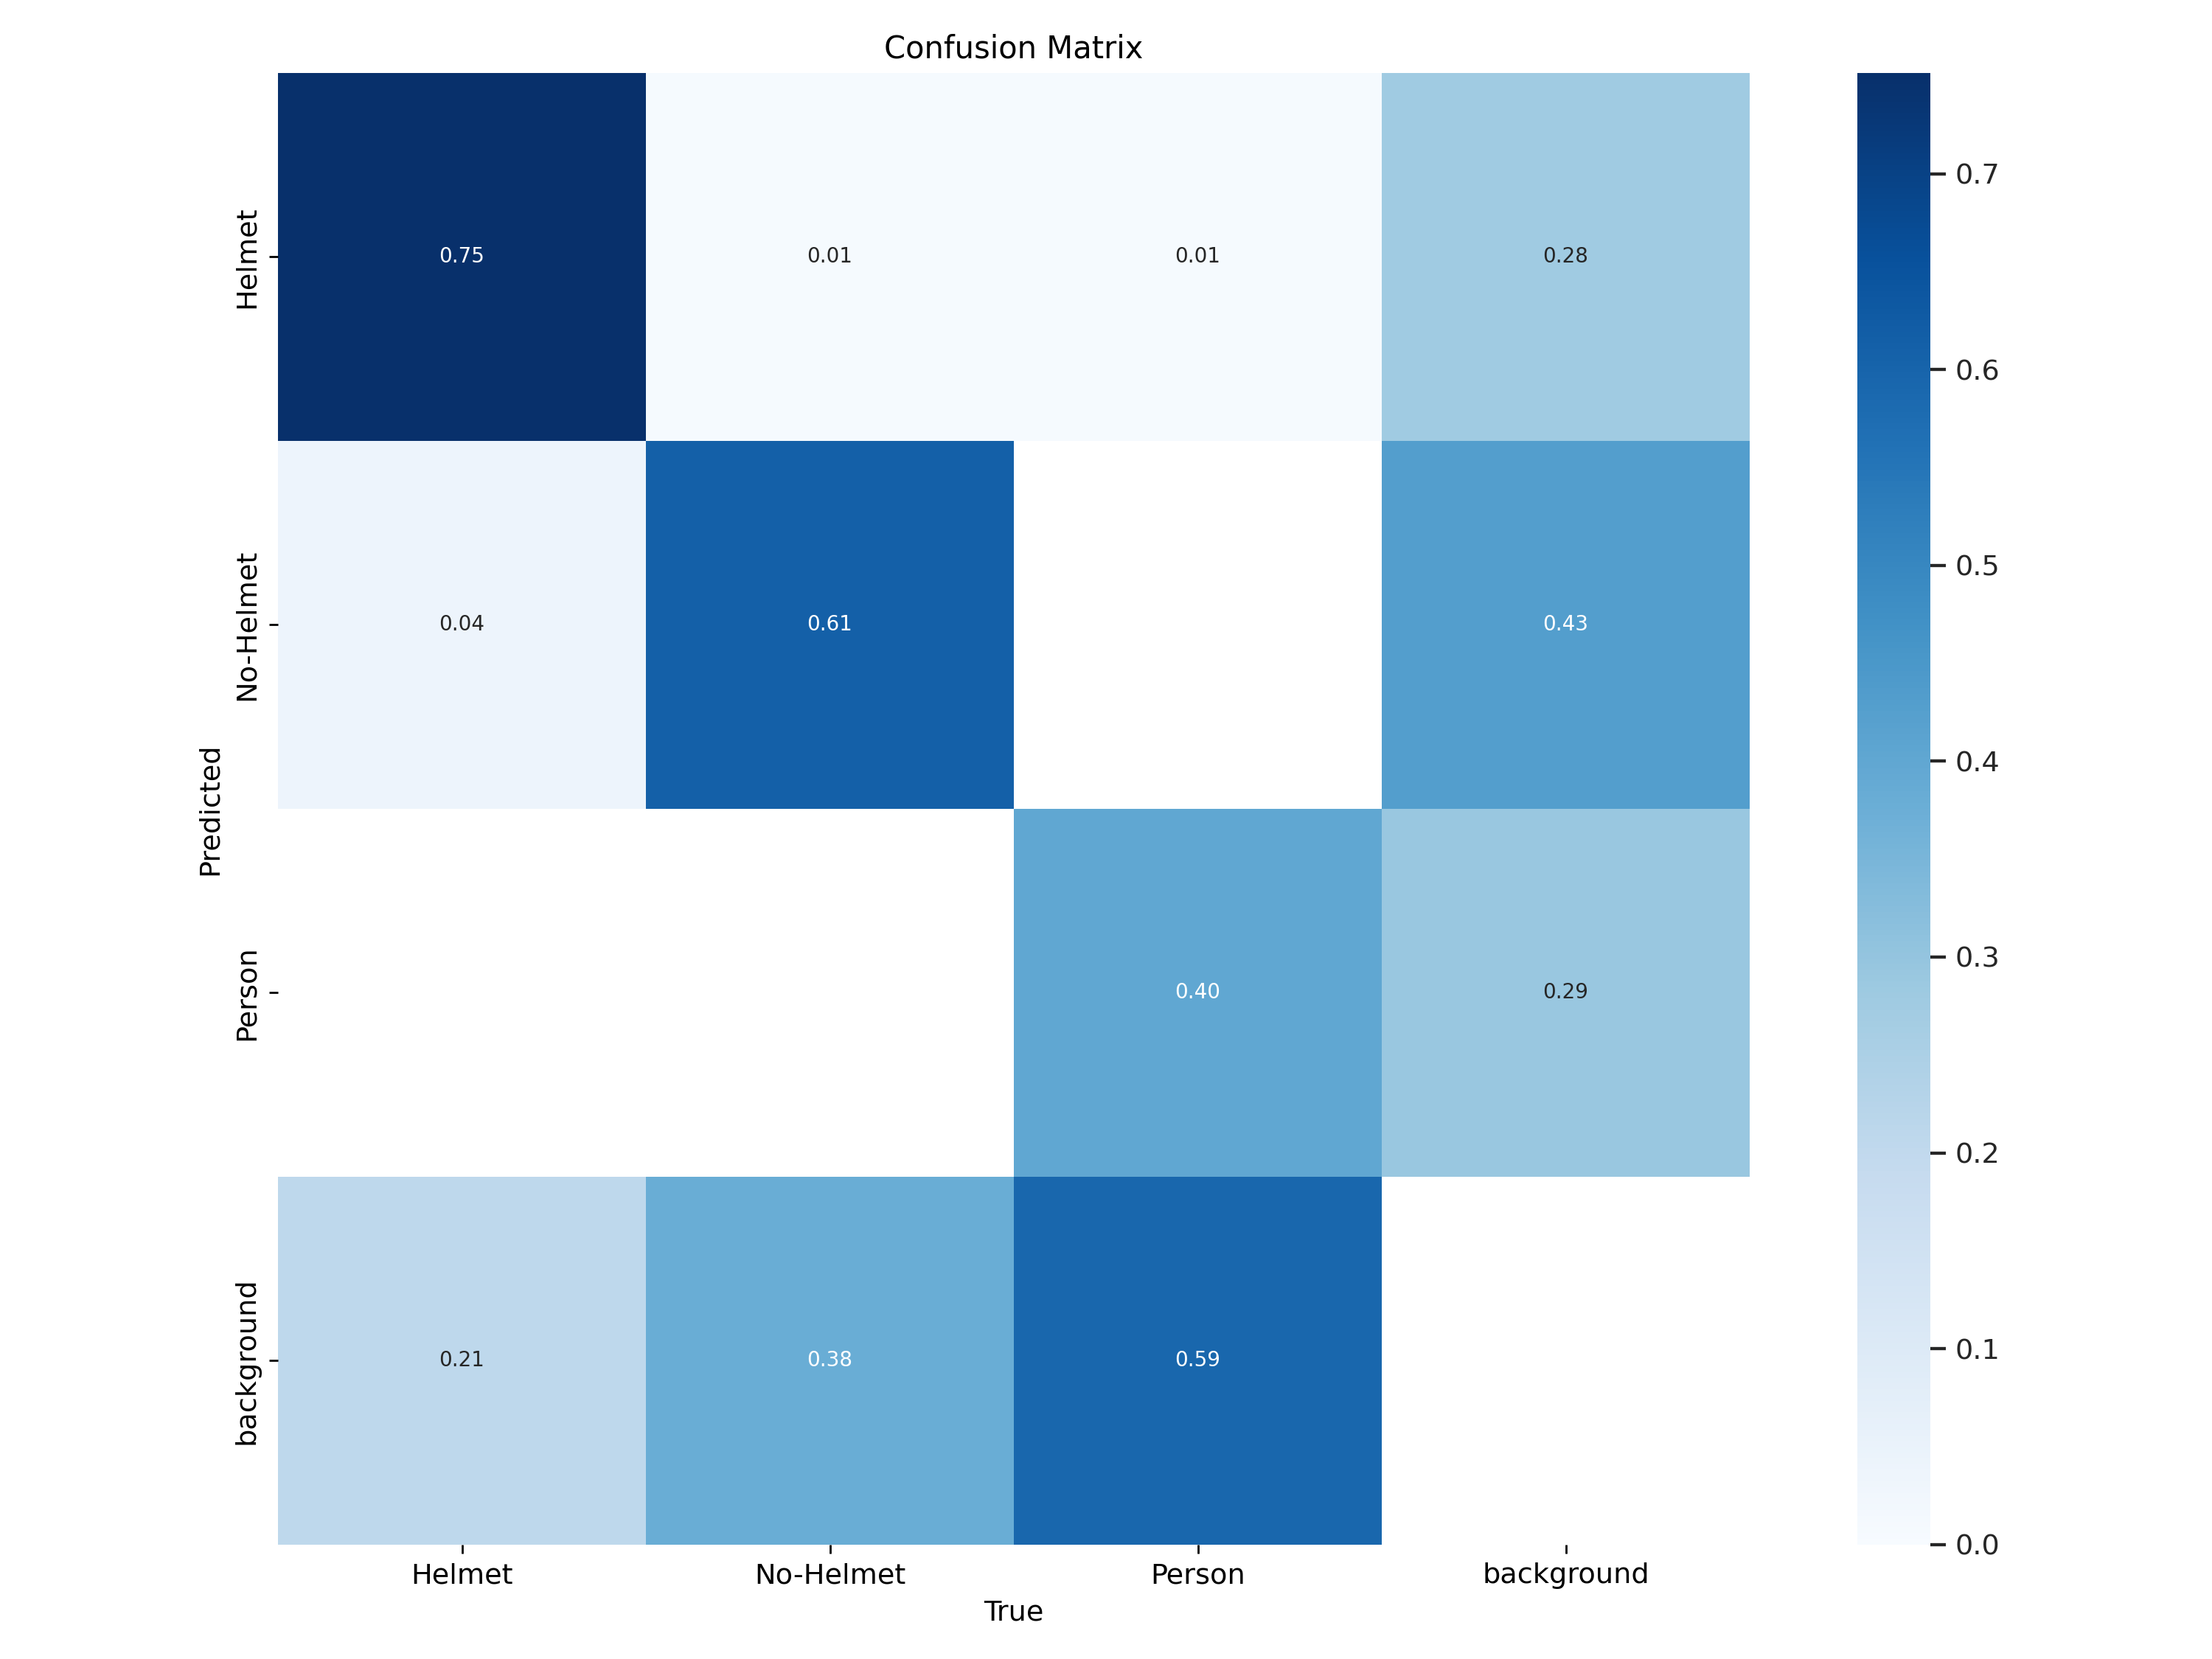 Confusion Matrix
Helmet
0.75
0.01
0.01
0.28
0.7
0.6
No-Helmet
0.04
0.61
0.43
0.5
0.4
Predicted
Person
0.40
0.29
0.3
0.2
background
0.21
0.38
0.59
0.1
0.0
Helmet
No-Helmet
Person
background
True